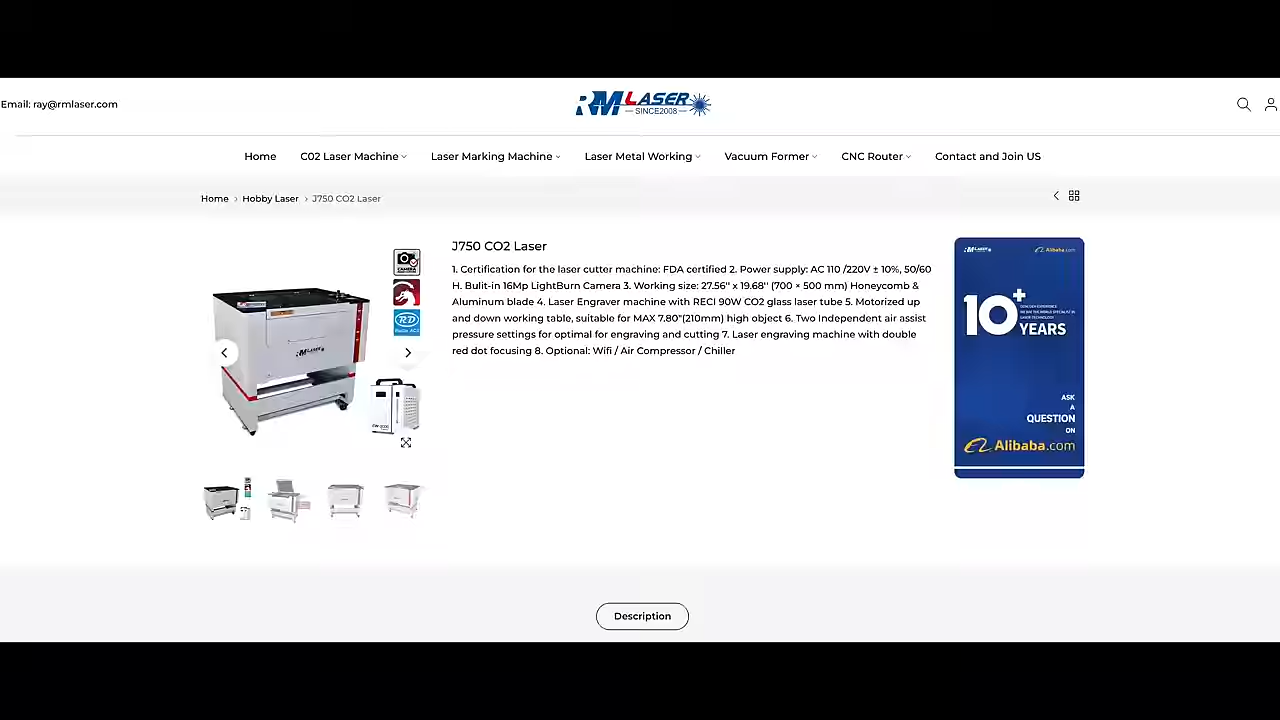 Email: ray@rmlaser.com
RMLASER
SINCE2008
Home C02 Laser Machine Laser Marking Machine Laser Metal Working Vacuum Former CNC Router Contact and Join US
Home > Hobby Laser > J750 CO2 Laser
J750 CO2 Laser
1. Certification for the laser cutter machine: FDA certified 2. Power supply: AC 110 /220V ± 10%, 50/60
H. Bulit-in 16Mp LightBurn Camera 3. Working size: 27.56'' x 19.68'' (700 × 500 mm) Honeycomb &
Aluminum blade 4. Laser Engraver machine with RECI 90W CO2 glass laser tube 5. Motorized up
and down working table, suitable for MAX 7.80"(210mm) high object 6. Two Independent air assist
pressure settings for optimal for engraving and cutting 7. Laser engraving machine with double
red dot focusing 8. Optional: Wifi / Air Compressor / Chiller
CAMERA
RD
RMLASER
RMLASER
Alibaba.com
10+
YEARS
ASK
A
QUESTION
ON
Alibaba.com
Description